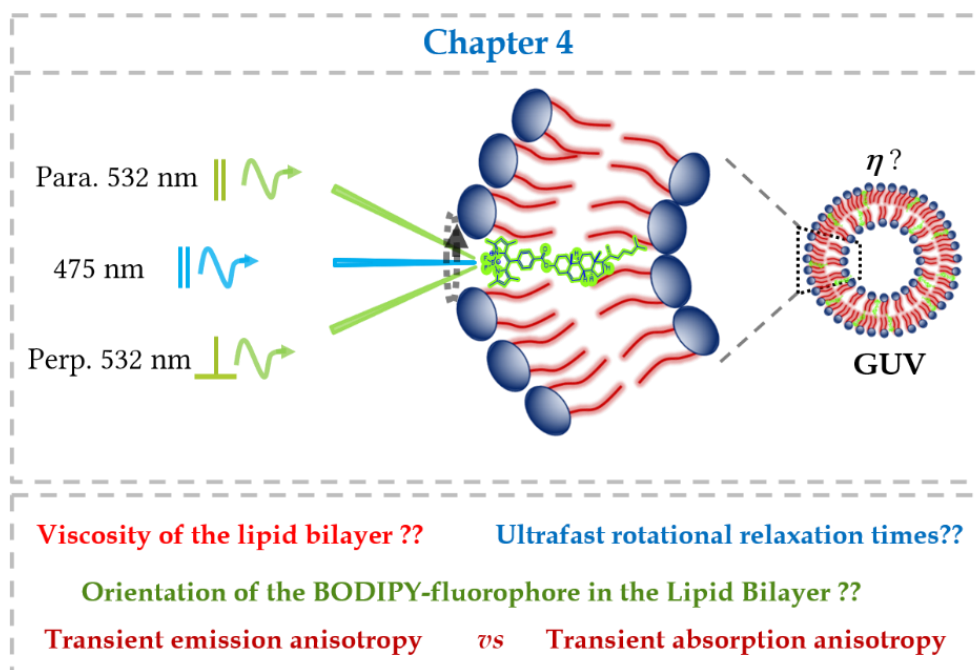 Chapter 4
Para. 532 nm
475 nm
Perp. 532 nm
η ?
GUV
Viscosity of the lipid bilayer ??
Ultrafast rotational relaxation times??
Orientation of the BODIPY-fluorophore in the Lipid Bilayer ??
Transient emission anisotropy vs Transient absorption anisotropy